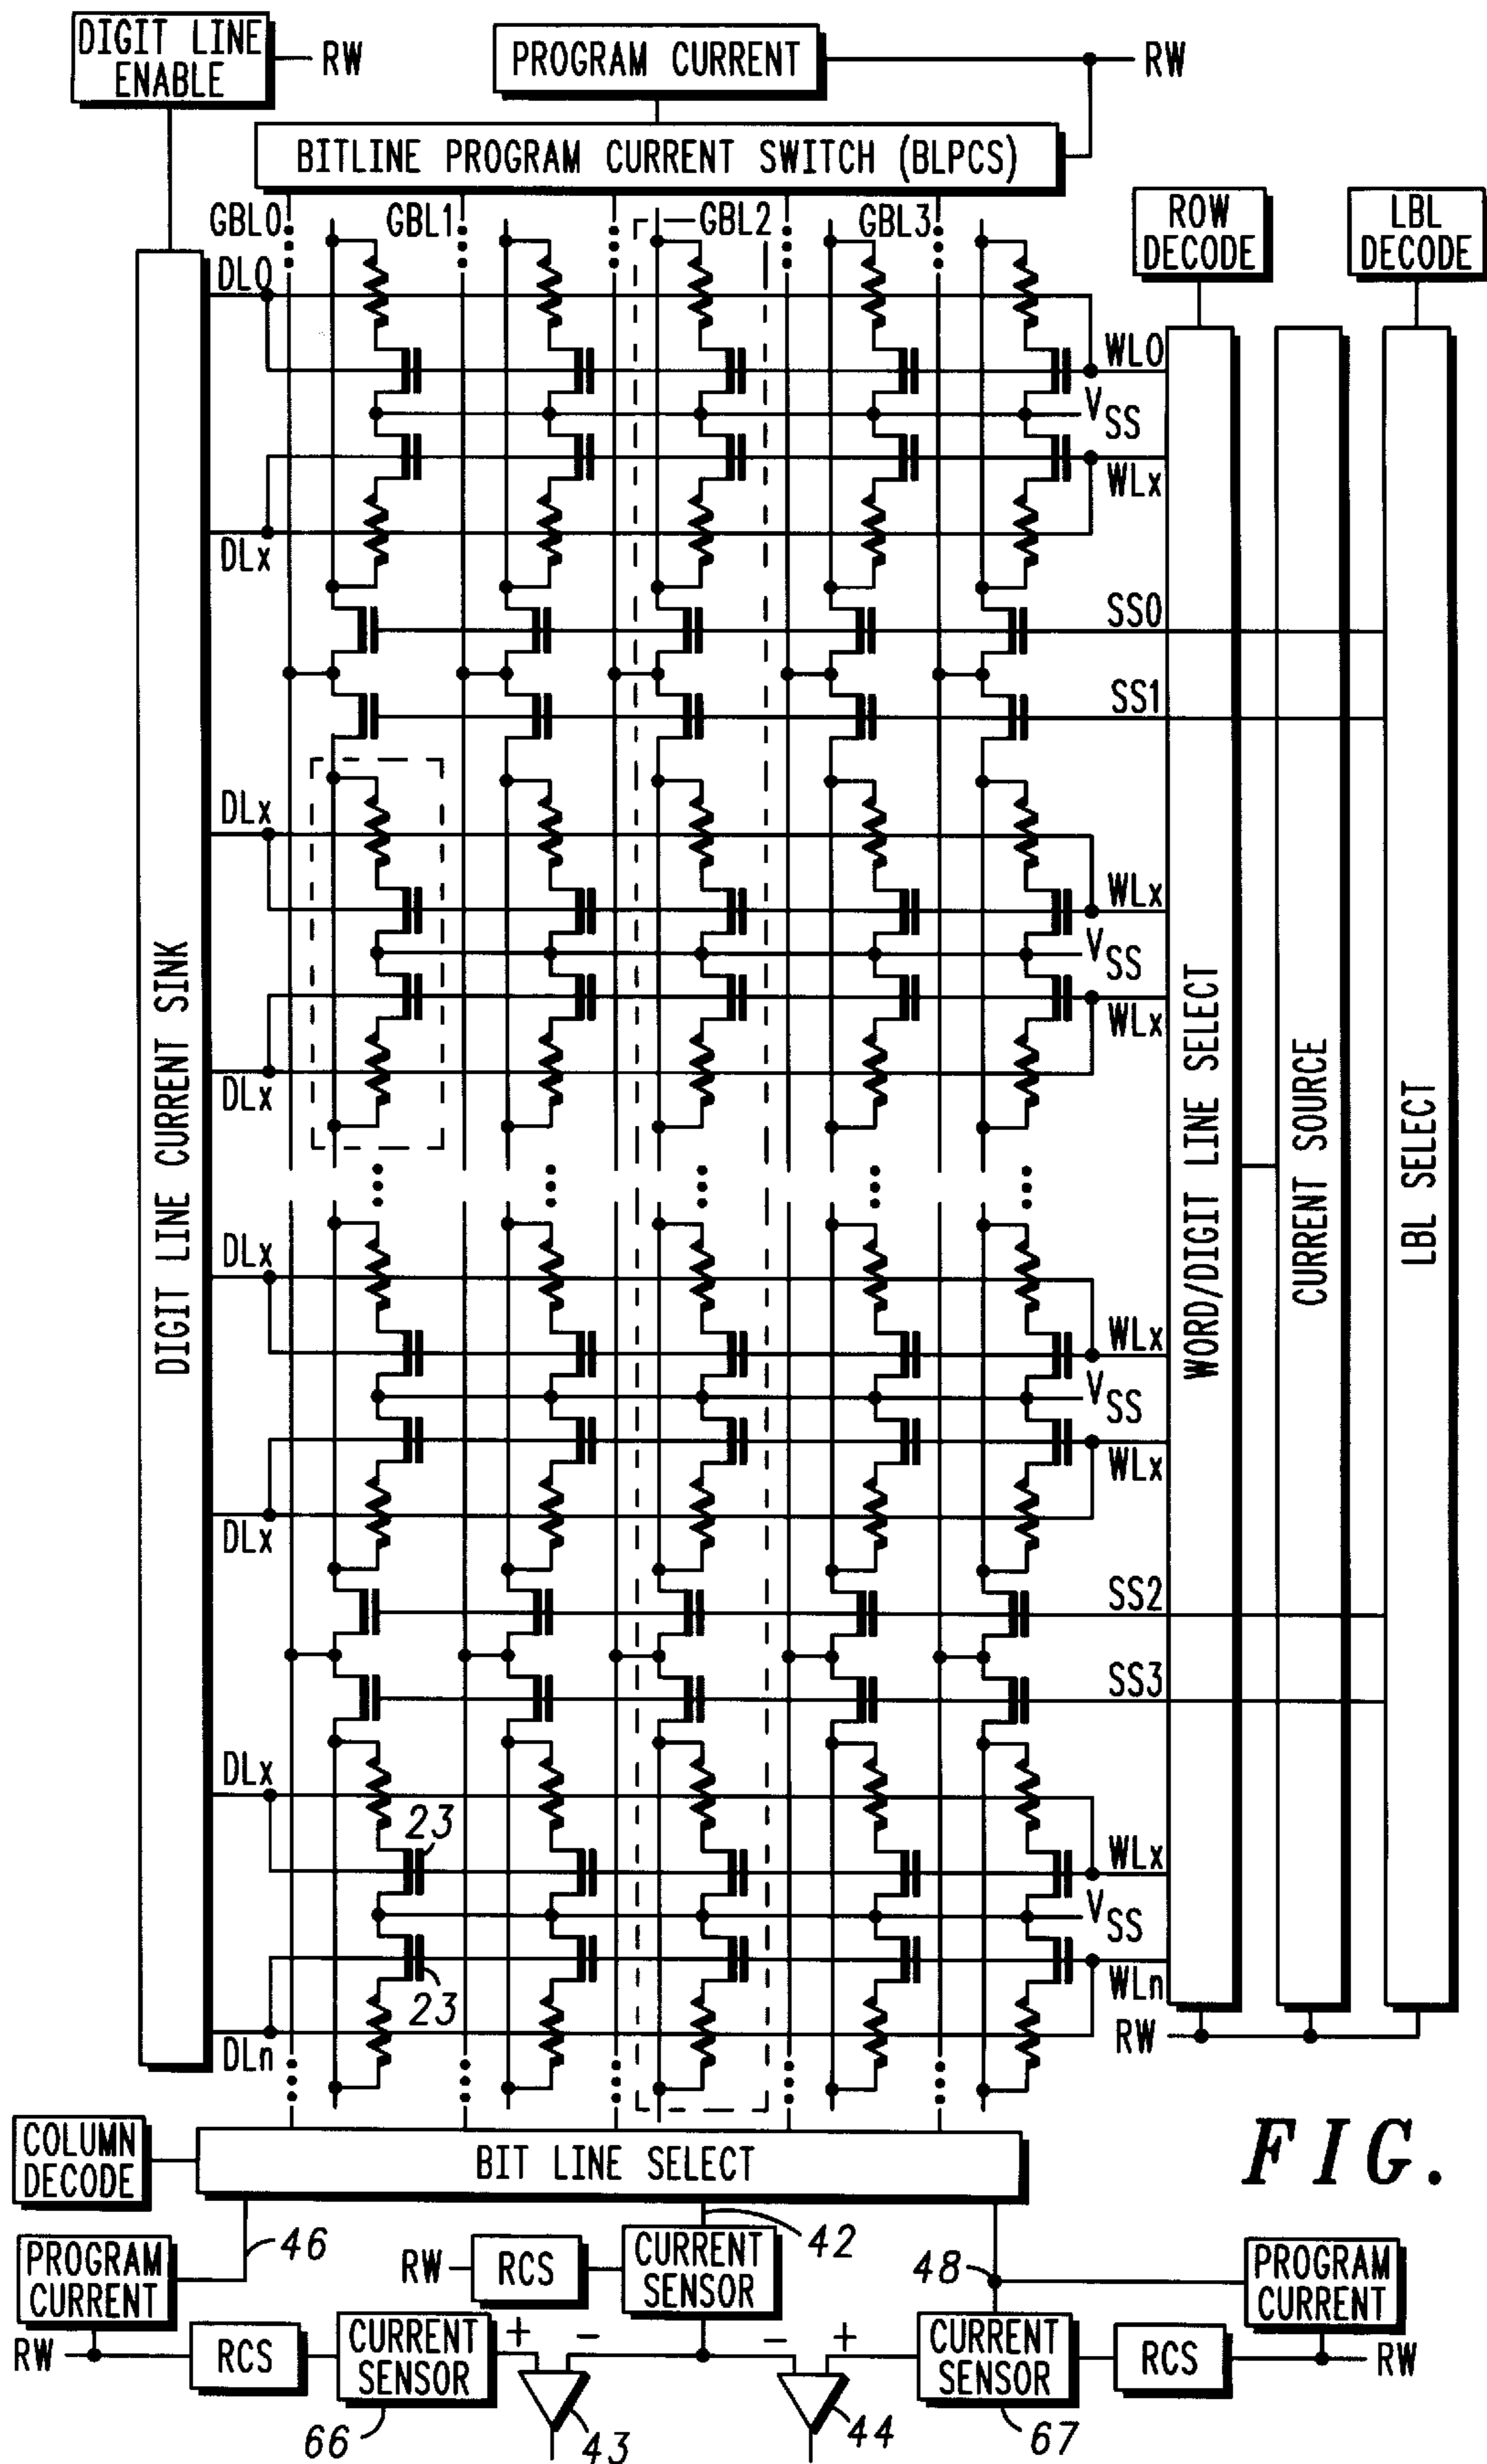 DIGIT LINE
ENABLE
RW
PROGRAM CURRENT
RW
BITLINE PROGRAM CURRENT SWITCH (BLPCS)
GBL0
GBL1
GBL2
GBL3
ROW
DECODE
LBL
DECODE
DL0
WL0
VSS
WLx
DLx
SS0
SS1
DLx
WLx
VSS
WLx
DLx
DIGIT LINE CURRENT SINK
WORD/DIGIT LINE SELECT
CURRENT SOURCE
LBL SELECT
DLx
WLx
VSS
WLx
DLx
SS2
SS3
DLx
23
WLx
VSS
23
WLn
DLn
RW
COLUMN
DECODE
BIT LINE SELECT
FIG.
PROGRAM
CURRENT
46
RW
RCS
CURRENT
SENSOR
42
48
PROGRAM
CURRENT
RW
RCS
CURRENT
SENSOR
+
-
-
+
CURRENT
SENSOR
RCS
RW
66
43
44
67